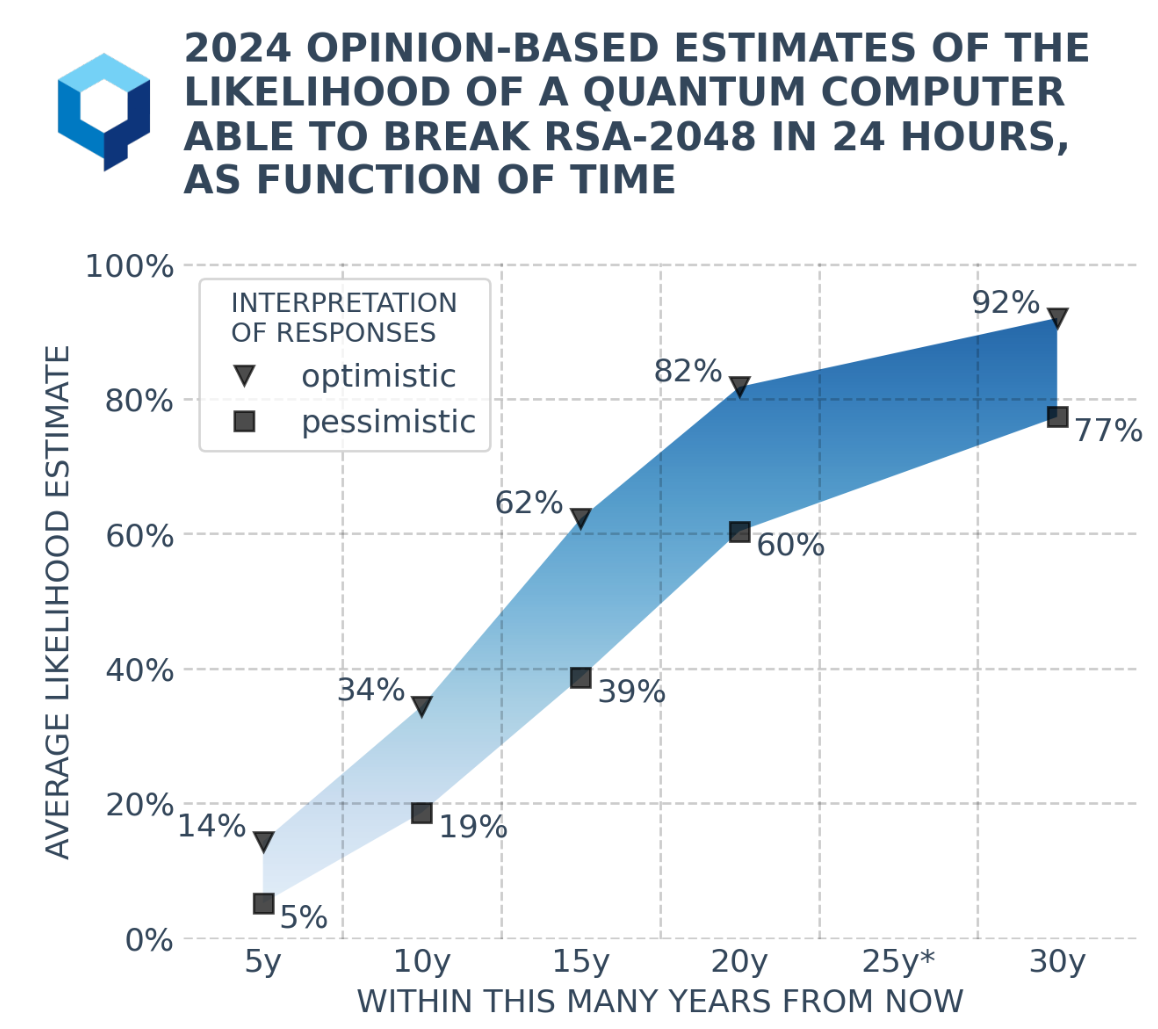 2024 OPINION-BASED ESTIMATES OF THE
LIKELIHOOD OF A QUANTUM COMPUTER
ABLE TO BREAK RSA-2048 IN 24 HOURS,
AS FUNCTION OF TIME
AVERAGE LIKELIHOOD ESTIMATE
100%
80%
60%
40%
20%
0%
INTERPRETATION
OF RESPONSES
optimistic
pessimistic
14%
34%
62%
82%
92%
5%
19%
39%
60%
77%
5y
10y
15y
20y
25y*
30y
WITHIN THIS MANY YEARS FROM NOW